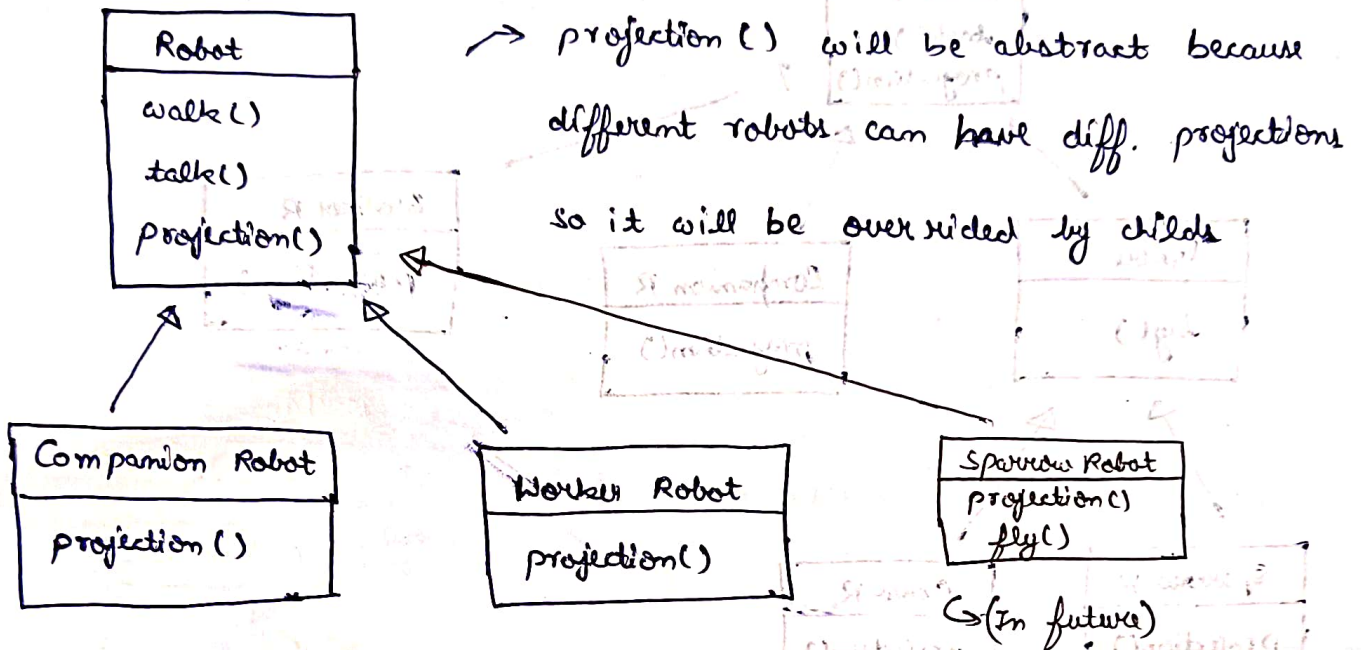 Robot
walk()
talk()
projection()
→ projection() will be abstract because
different robots can have diff. projections
so it will be overrided by childs
Companion Robot
projection()
Worker Robot
projection()
Sparrow Robot
projection()
fly()
↳(In future)